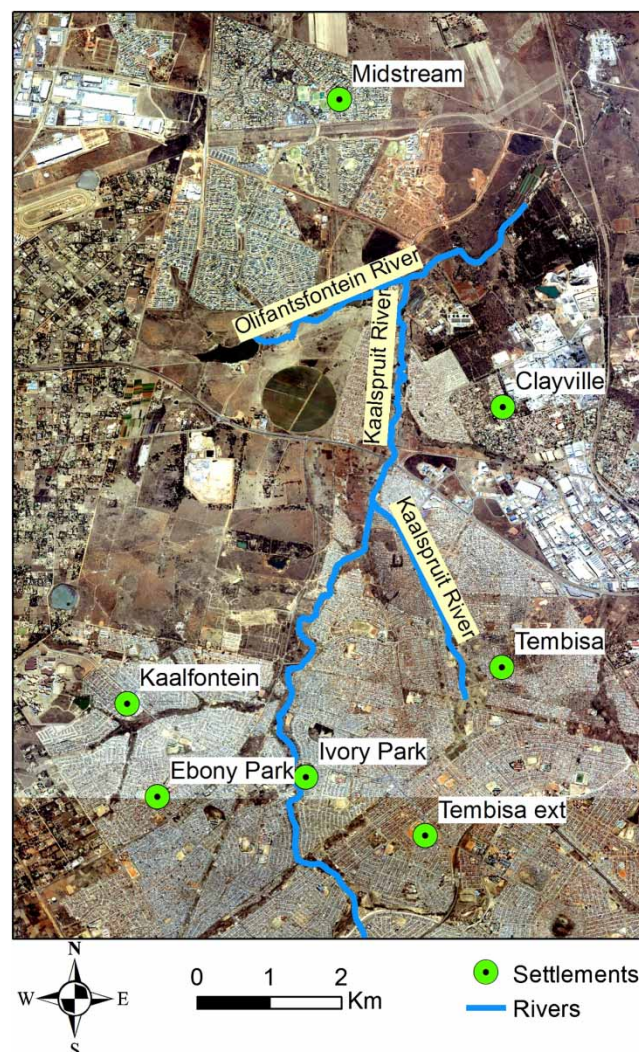 Midstream
Olifantsfontein River
Kaalspruit River
Clayville
Kaalspruit River
Tembisa
Kaalfontein
Ivory Park
Ebony Park
Tembisa ext
N
W E
S
0 1 2
Km
Settlements
Rivers